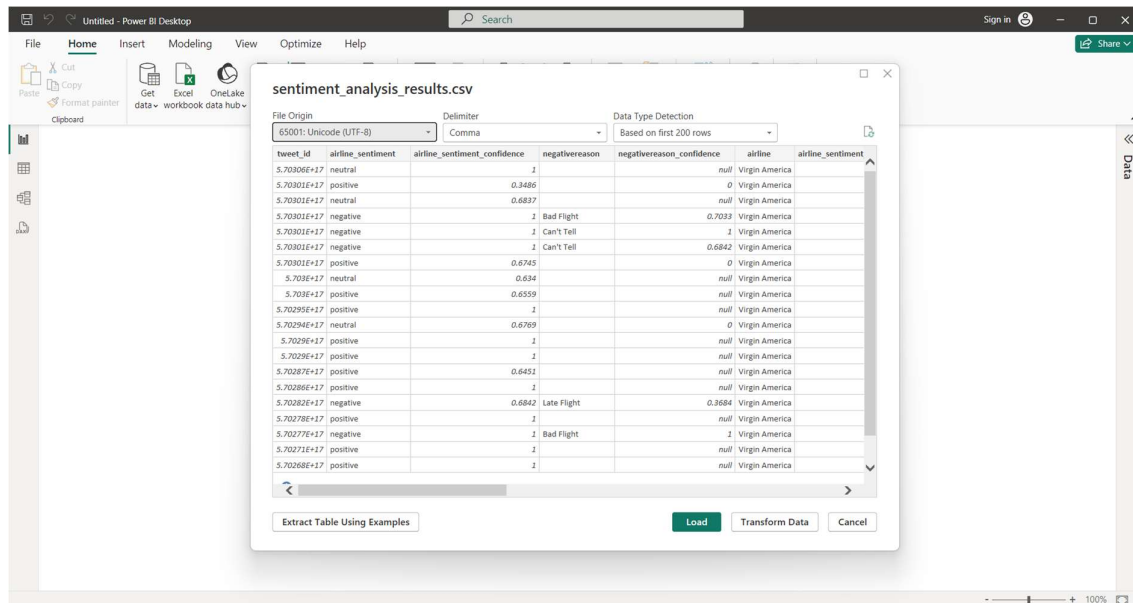 Untitled - Power BI Desktop
Search
Sign in
File Home Insert Modeling View Optimize Help
Share
Paste
Cut
Copy
Format painter
Clipboard
Get data
Excel workbook
OneLake data hub
sentiment_analysis_results.csv
File Origin Delimiter Data Type Detection
65001: Unicode (UTF-8) Comma Based on first 200 rows
tweet_id airline_sentiment airline_sentiment_confidence negativereason negativereason_confidence airline airline_sentiment
5.70306E+17 neutral 1 null Virgin America
5.70301E+17 positive 0.3486 0 Virgin America
5.70301E+17 neutral 0.6837 null Virgin America
5.70301E+17 negative 1 Bad Flight 0.7033 Virgin America
5.70301E+17 negative 1 Can't Tell 1 Virgin America
5.70301E+17 negative 1 Can't Tell 0.6842 Virgin America
5.70301E+17 positive 0.6745 0 Virgin America
5.703E+17 neutral 0.634 null Virgin America
5.703E+17 positive 0.6559 null Virgin America
5.70295E+17 positive 1 null Virgin America
5.70294E+17 neutral 0.6769 0 Virgin America
5.7029E+17 positive 1 null Virgin America
5.7029E+17 positive 1 null Virgin America
5.70287E+17 positive 0.6451 null Virgin America
5.70286E+17 positive 1 null Virgin America
5.70282E+17 negative 0.6842 Late Flight 0.3684 Virgin America
5.70278E+17 positive 1 null Virgin America
5.70277E+17 negative 1 Bad Flight 1 Virgin America
5.70271E+17 positive 1 null Virgin America
5.70268E+17 positive 1 null Virgin America
Extract Table Using Examples Load Transform Data Cancel
Data
100%